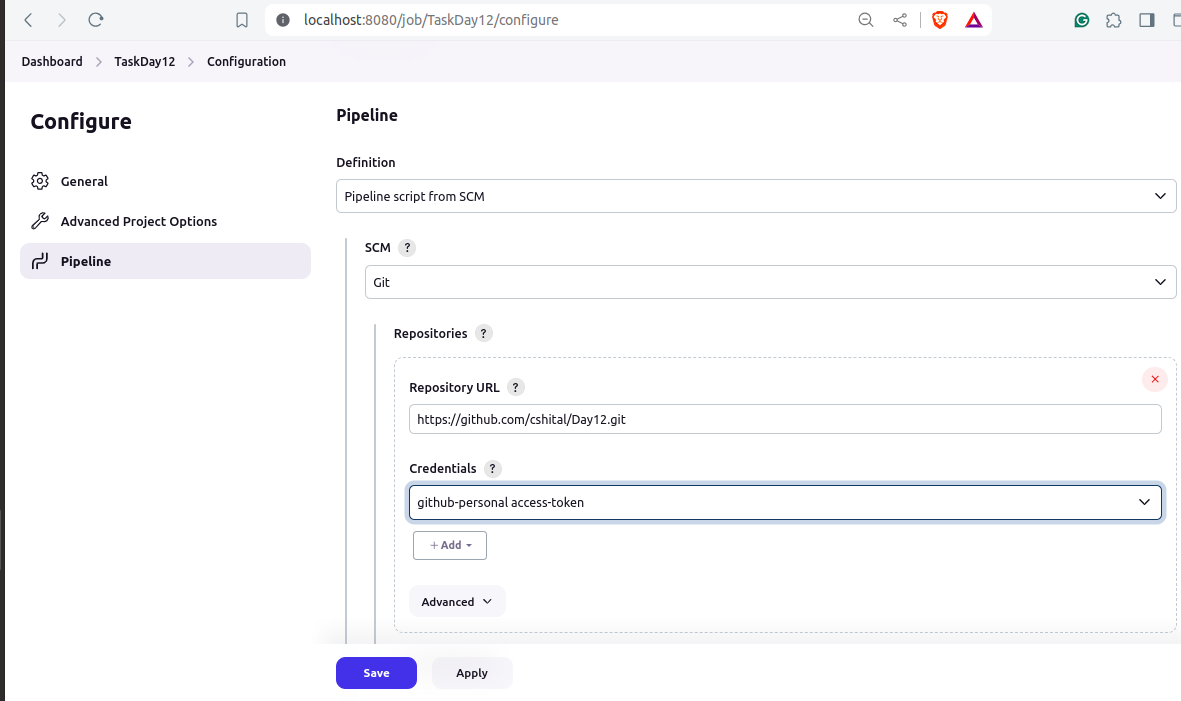 localhost:8080/job/TaskDay12/configure
Dashboard > TaskDay12 > Configuration
Configure
General
Advanced Project Options
Pipeline
Pipeline
Definition
Pipeline script from SCM
SCM ?
Git
Repositories ?
Repository URL ?
https://github.com/cshital/Day12.git
Credentials ?
github-personal access-token
+ Add
Advanced
Save Apply